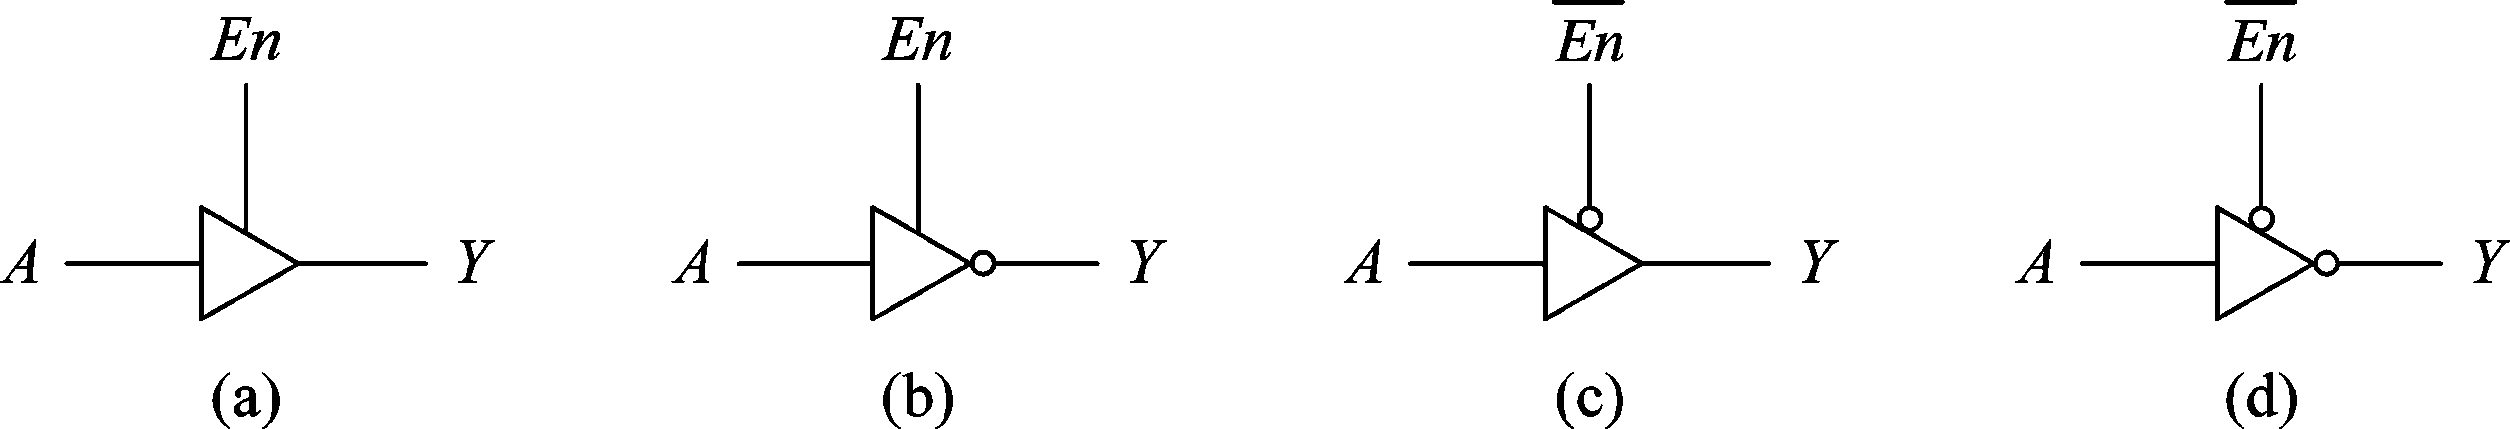 En En E̅n̅ E̅n̅
A Y A Y A Y A Y
(a) (b) (c) (d)